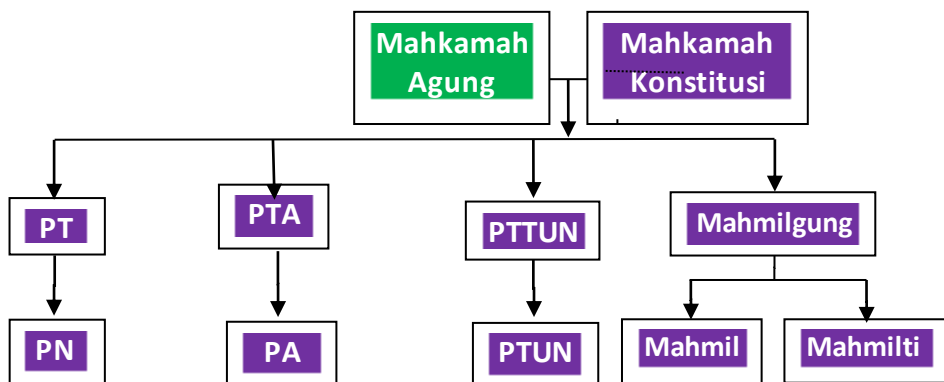 Mahkamah
Agung
Mahkamah
Konstitusi
PT
PTA
PTTUN
Mahmilgung
PN
PA
PTUN
Mahmil
Mahmilti